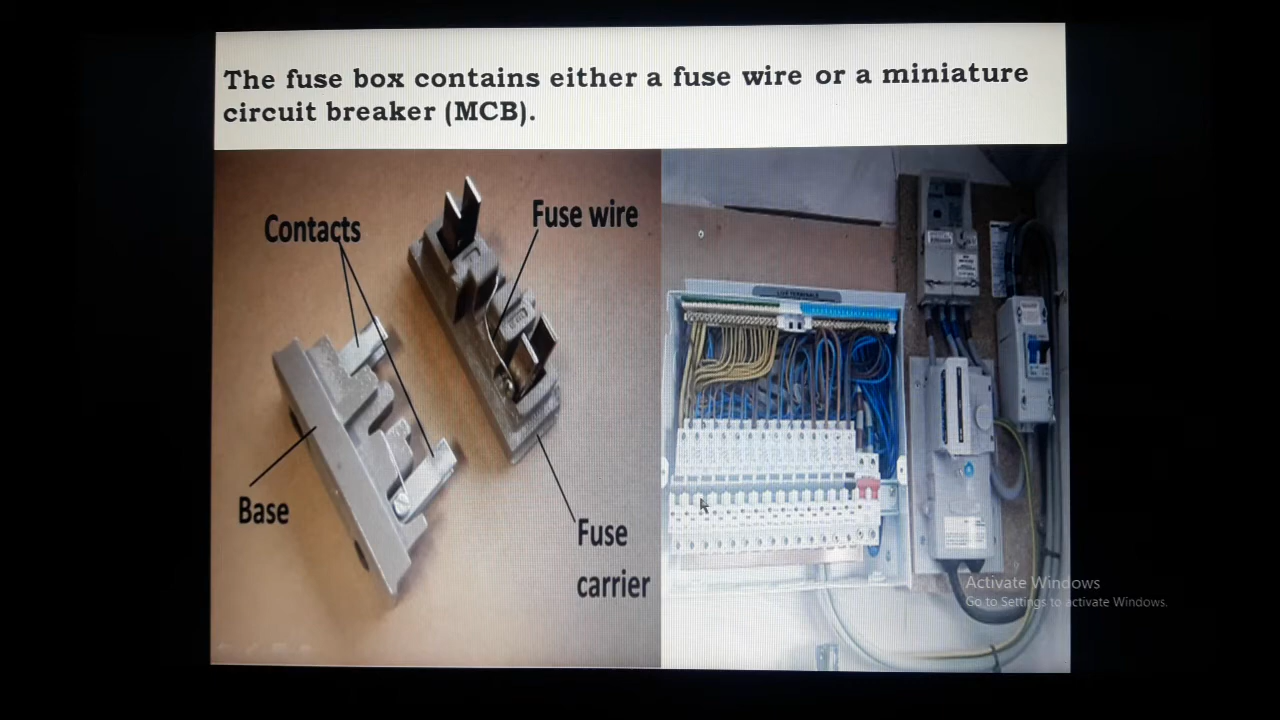 The fuse box contains either a fuse wire or a miniature
circuit breaker (MCB).
Contacts
Fuse wire
Base
Fuse
carrier
Activate Windows
Go to Settings to activate Windows.